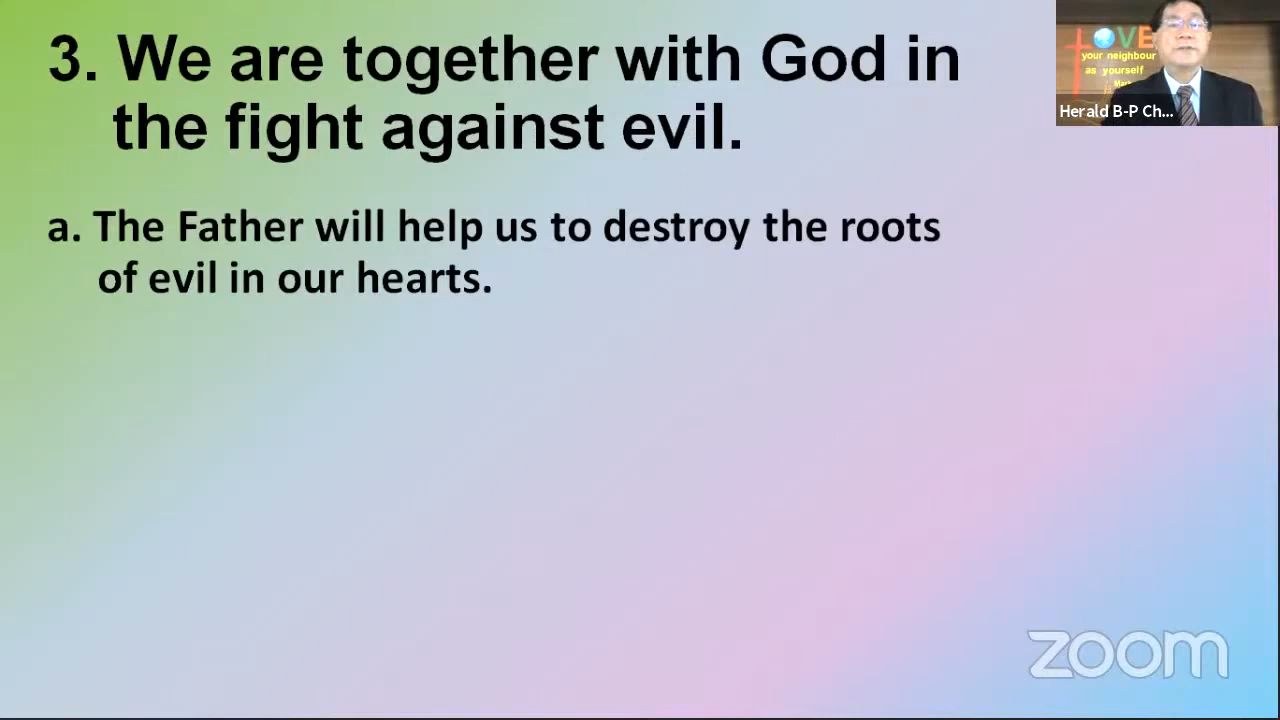 3. We are together with God in
the fight against evil.
a. The Father will help us to destroy the roots
of evil in our hearts.
LOVE
your neighbour
as yourself
Mark
Herald B-P Ch...
zoom